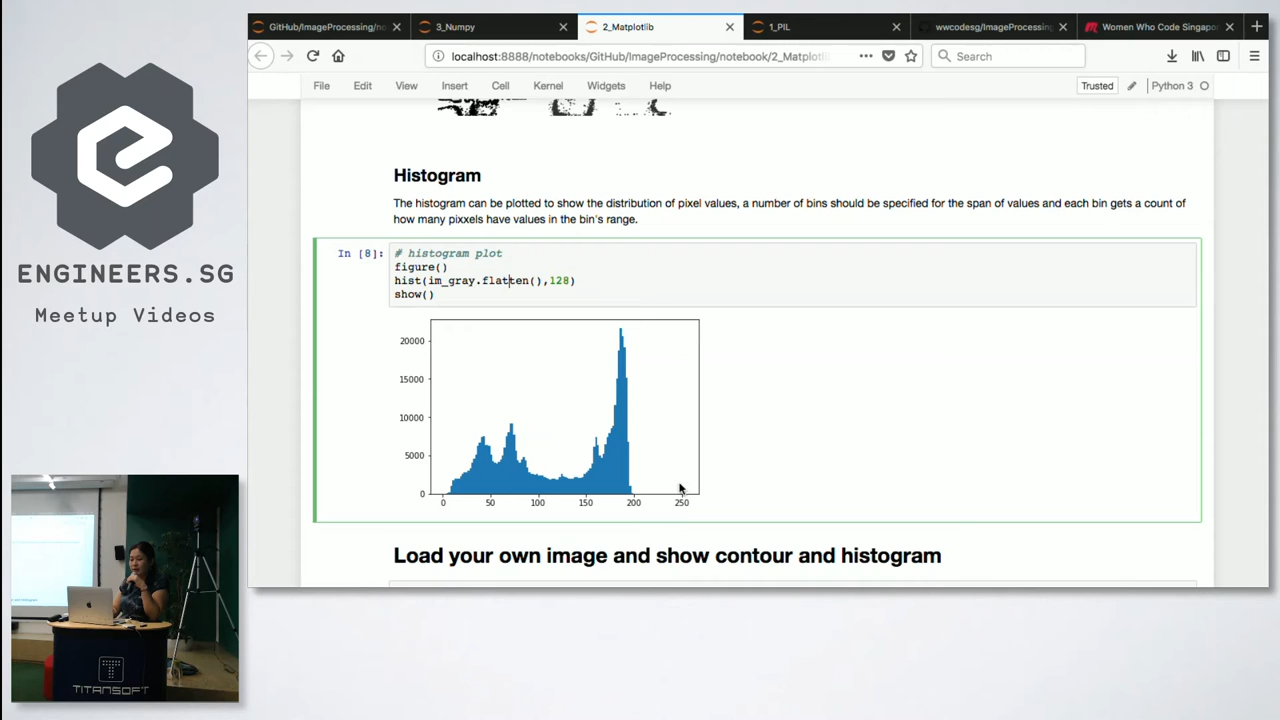 GitHub/ImageProcessing/no
3_Numpy
2_Matplotlib
1_PIL
wwcodesg/ImageProcessing
Women Who Code Singapo
localhost:8888/notebooks/GitHub/ImageProcessing/notebook/2_Matplotlib
Search
File Edit View Insert Cell Kernel Widgets Help
Trusted
Python 3
Histogram
The histogram can be plotted to show the distribution of pixel values, a number of bins should be specified for the span of values and each bin gets a count of
how many pixxels have values in the bin's range.
In [8]:
# histogram plot
figure()
hist(im_gray.flatten(),128)
show()
20000
15000
10000
5000
0
0 50 100 150 200 250
Load your own image and show contour and histogram
ENGINEERS.SG
Meetup Videos
TITANSOFT